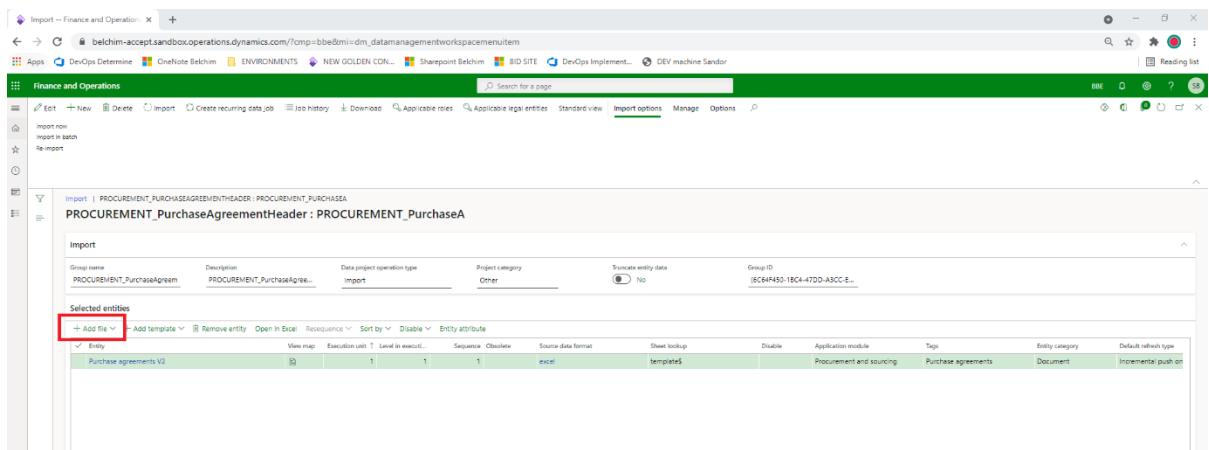 Import -- Finance and Operation
belchim-accept.sandbox.operations.dynamics.com/?cmp=bbe&mi=dm_datamanagementworkspacemenuitem
Apps DevOps Determine OneNote Belchim ENVIRONMENTS NEW GOLDEN CON... Sharepoint Belchim BID SITE DevOps Implement... DEV machine Sandor Reading list
Finance and Operations Search for a page BBE ? SB
Edit New Delete Import Create recurring data job Job history Download Applicable roles Applicable legal entities Standard view Import options Manage Options
Import now
Import in batch
Re-import
Import | PROCUREMENT_PURCHASEAGREEMENTHEADER : PROCUREMENT_PURCHASEA
PROCUREMENT_PurchaseAgreementHeader : PROCUREMENT_PurchaseA
Import
Group name Description Data project operation type Project category Truncate entity data Group ID
PROCUREMENT_PurchaseAgreem PROCUREMENT_PurchaseAgree... Import Other No {6C64F450-1BC4-47DD-A3CC-E...
Selected entities
+ Add file + Add template Remove entity Open in Excel Resequence Sort by Disable Entity attribute
Entity View map Execution unit Level in executi... Sequence Obsolete Source data format Sheet lookup Disable Application module Tags Entity category Default refresh type
Purchase agreements V2 1 1 1 excel template$ Procurement and sourcing Purchase agreements Document Incremental push on